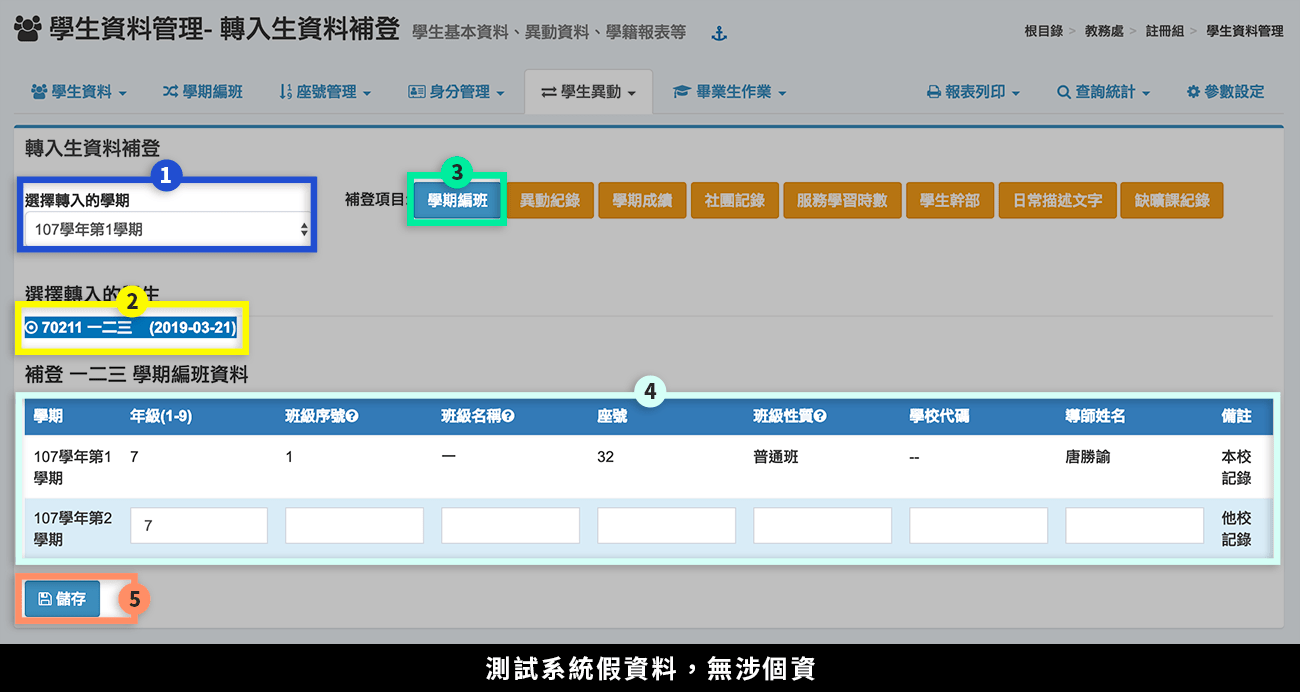 學生資料管理- 轉入生資料補登 學生基本資料、異動資料、學籍報表等
根目錄 > 教務處 > 註冊組 > 學生資料管理
學生資料 學期編班 座號管理 身分管理 學生異動 畢業生作業 報表列印 查詢統計 參數設定
轉入生資料補登
1
3
選擇轉入的學期
107學年第1學期
補登項目: 學期編班 異動紀錄 學期成績 社團記錄 服務學習時數 學生幹部 日常描述文字 缺曠課紀錄
選擇轉入的 生
2
70211 一二三 (2019-03-21)
補登 一二三 學期編班資料
4
學期 年級(1-9) 班級序號 班級名稱 座號 班級性質 學校代碼 導師姓名 備註
107學年第1學期 7 1 一 32 普通班 -- 唐勝諭 本校記錄
107學年第2學期 7 他校記錄
儲存 5
測試系統假資料，無涉個資